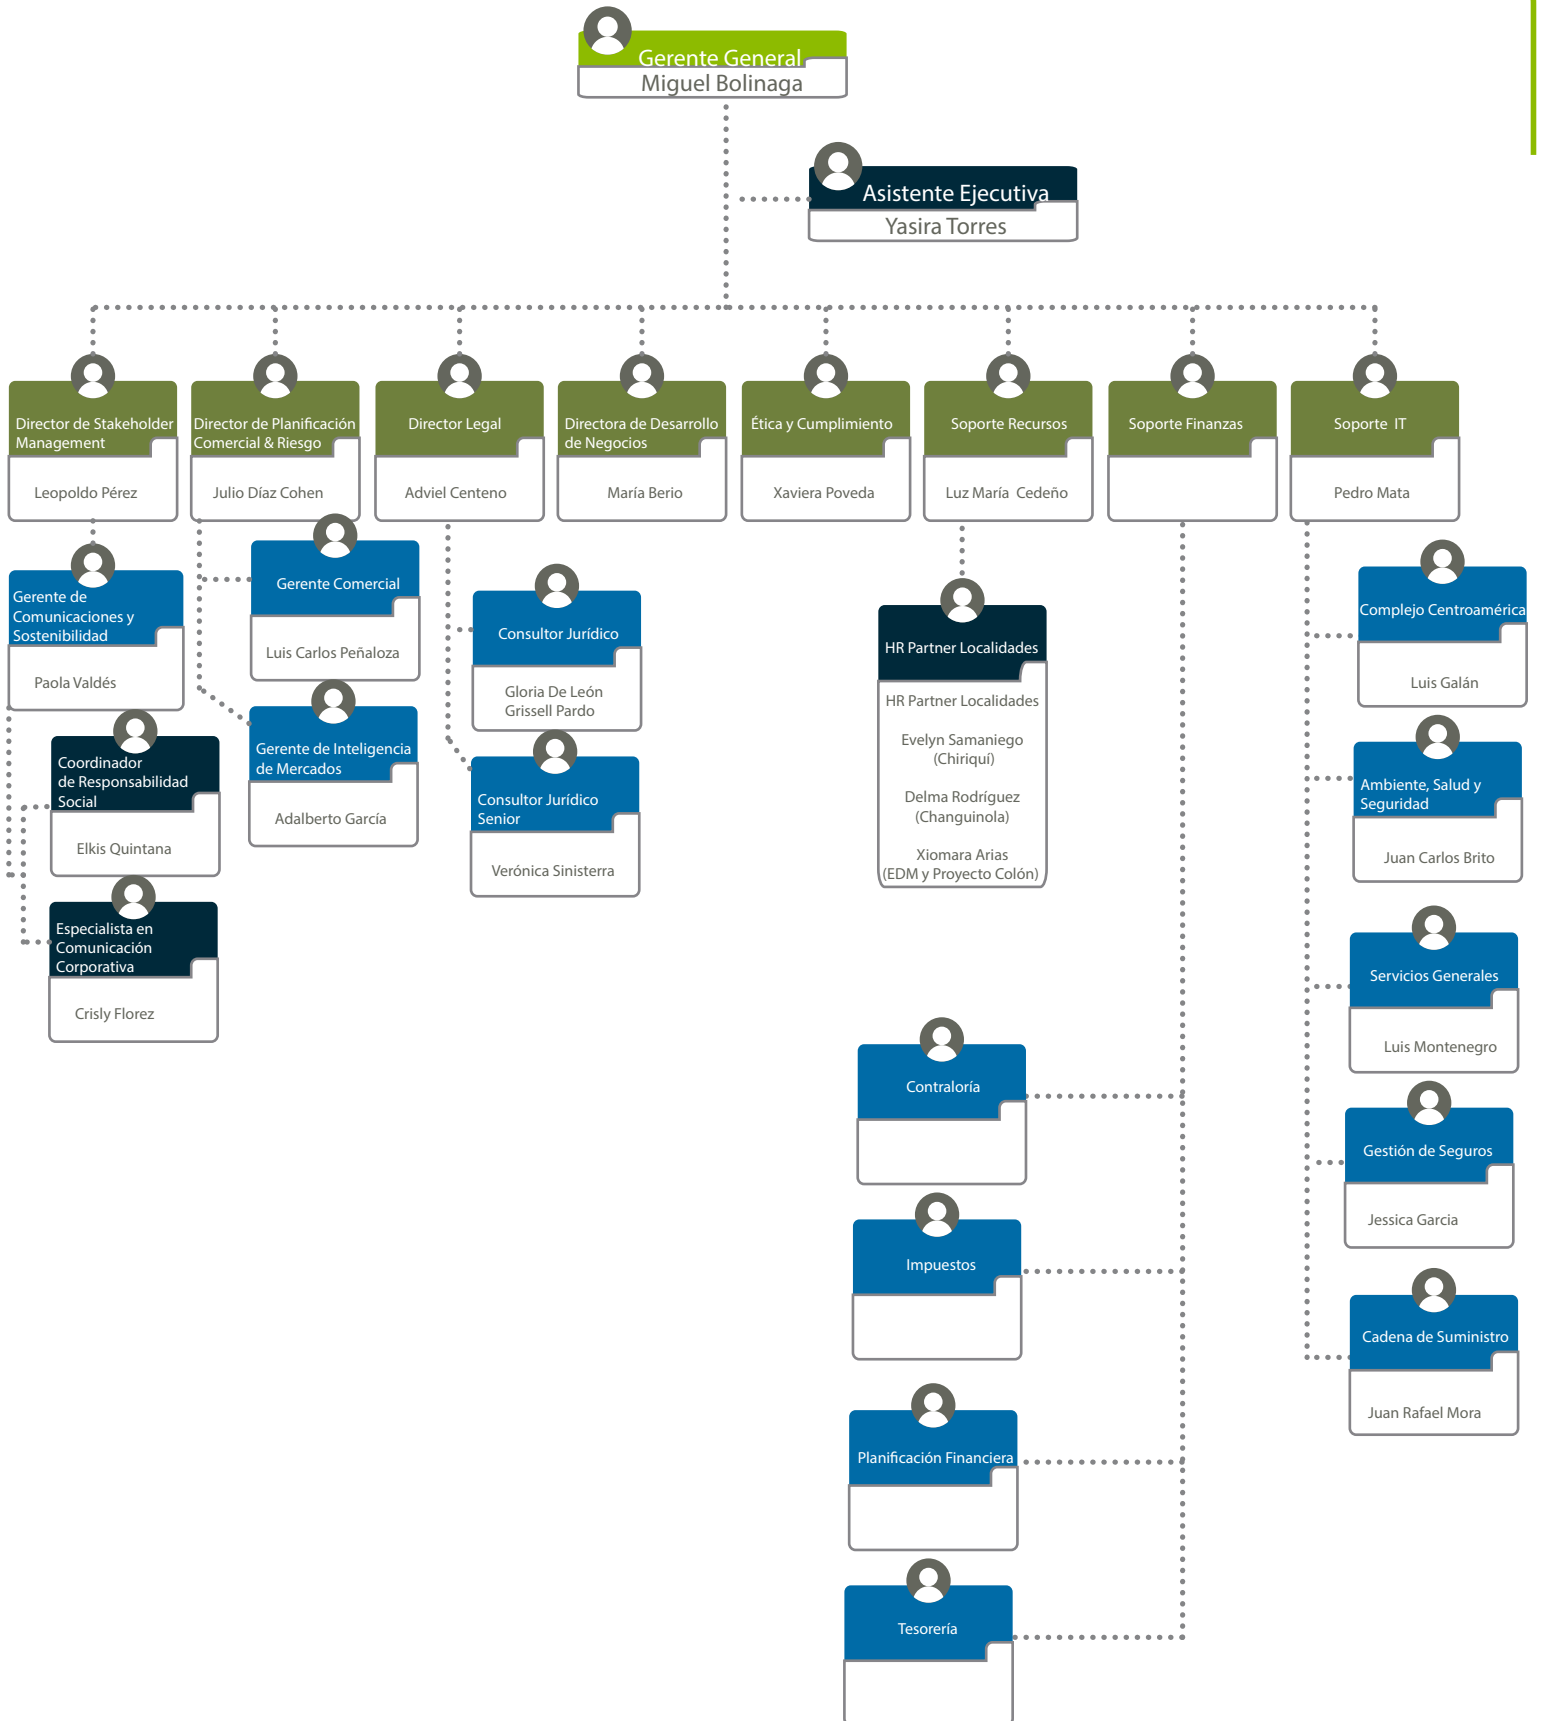 Gerente General
Miguel Bolinaga
Asistente Ejecutiva
Yasira Torres
Director de Stakeholder
Management
Leopoldo Pérez
Director de Planificación
Comercial & Riesgo
Julio Díaz Cohen
Director Legal
Adviel Centeno
Directora de Desarrollo
de Negocios
María Berio
Ética y Cumplimiento
Xaviera Poveda
Soporte Recursos
Luz María Cedeño
Soporte Finanzas
Soporte IT
Pedro Mata
Gerente de
Comunicaciones y
Sostenibilidad
Paola Valdés
Coordinador
de Responsabilidad
Social
Elkis Quintana
Especialista en
Comunicación
Corporativa
Crisly Florez
Gerente Comercial
Luis Carlos Peñaloza
Gerente de Inteligencia
de Mercados
Adalberto García
Consultor Jurídico
Gloria De León
Grissell Pardo
Consultor Jurídico
Senior
Verónica Sinisterra
HR Partner Localidades
HR Partner Localidades
Evelyn Samaniego
(Chiriquí)
Delma Rodríguez
(Changuinola)
Xiomara Arias
(EDM y Proyecto Colón)
Contraloría
Impuestos
Planificación Financiera
Tesorería
Complejo Centroamérica
Luis Galán
Ambiente, Salud y
Seguridad
Juan Carlos Brito
Servicios Generales
Luis Montenegro
Gestión de Seguros
Jessica Garcia
Cadena de Suministro
Juan Rafael Mora